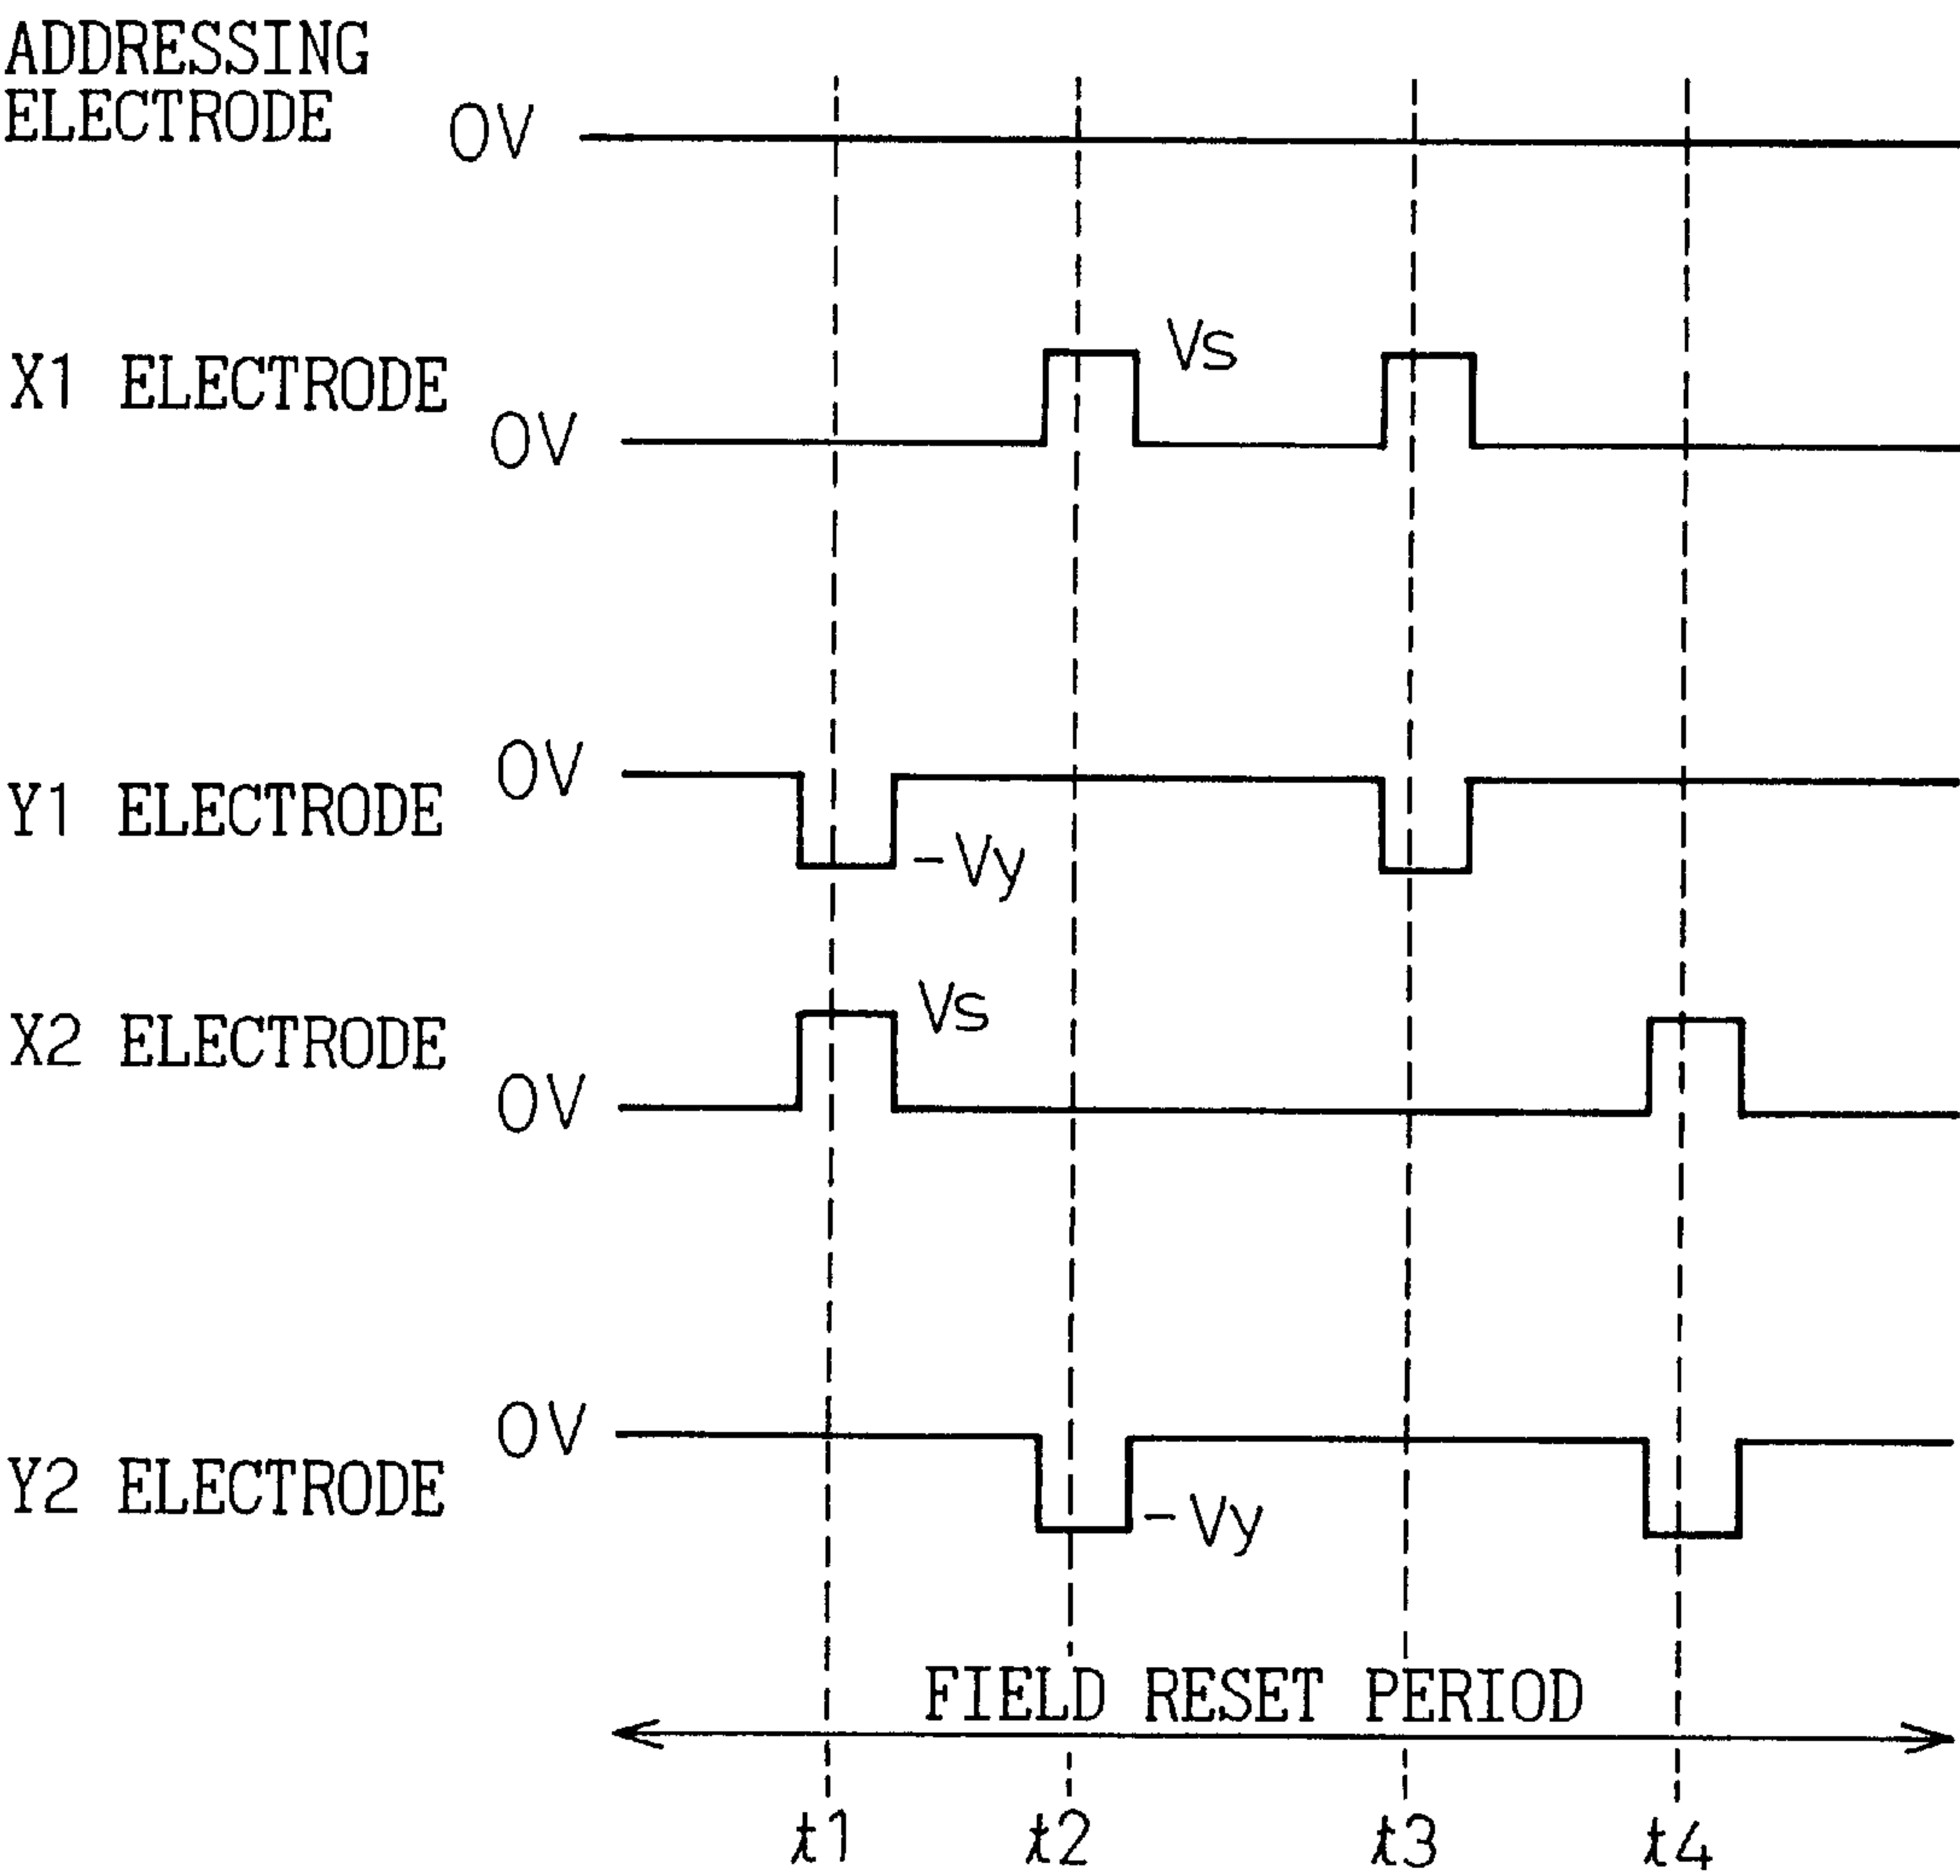 ADDRESSING
ELECTRODE
0V
X1 ELECTRODE
Vs
0V
Y1 ELECTRODE
0V
-Vy
X2 ELECTRODE
Vs
0V
Y2 ELECTRODE
0V
-Vy
FIELD RESET PERIOD
t1 t2 t3 t4